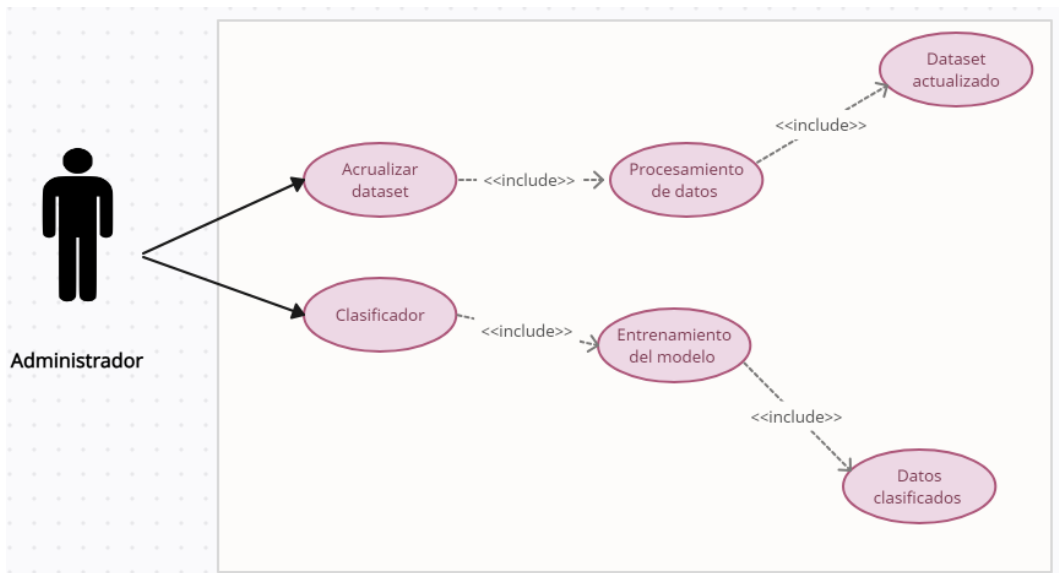 Dataset
actualizado
<<include>>
Acrualizar
dataset
<<include>>
Procesamiento
de datos
Clasificador
<<include>>
Entrenamiento
del modelo
Administrador
<<include>>
Datos
clasificados